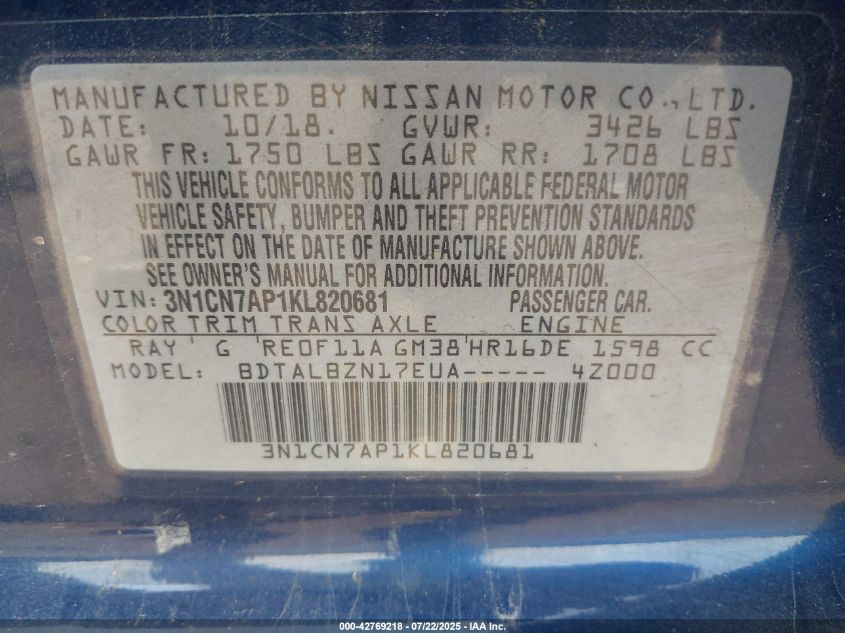 MANUFACTURED BY NISSAN MOTOR CO., LTD.
DATE: 10/18. GVWR: 3426 LBS
GAWR FR: 1750 LBS GAWR RR: 1708 LBS
THIS VEHICLE CONFORMS TO ALL APPLICABLE FEDERAL MOTOR
VEHICLE SAFETY, BUMPER AND THEFT PREVENTION STANDARDS
IN EFFECT ON THE DATE OF MANUFACTURE SHOWN ABOVE.
SEE OWNER'S MANUAL FOR ADDITIONAL INFORMATION.
VIN: 3N1CN7AP1KL820681 PASSENGER CAR.
COLOR TRIM TRANS AXLE ENGINE
RAY ' G 'RE0F11A GM38'HR16DE 1598 CC
MODEL: BDTALBZN17EUA----- 4Z000
3N1CN7AP1KL820681
000-42769218 - 07/22/2025 - IAA Inc.